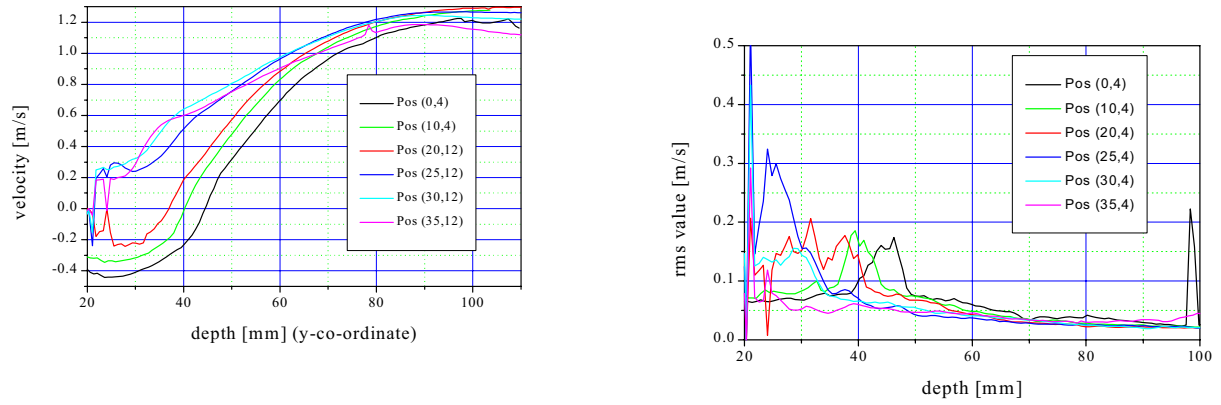 velocity [m/s]
1.2
1.0
0.8
0.6
0.4
0.2
0.0
-0.2
-0.4
20 40 60 80 100
depth [mm] (y-co-ordinate)
Pos (0,4)
Pos (10,4)
Pos (20,12)
Pos (25,12)
Pos (30,12)
Pos (35,12)
rms value [m/s]
0.5
0.4
0.3
0.2
0.1
0.0
20 40 60 80 100
depth [mm]
Pos (0,4)
Pos (10,4)
Pos (20,4)
Pos (25,4)
Pos (30,4)
Pos (35,4)